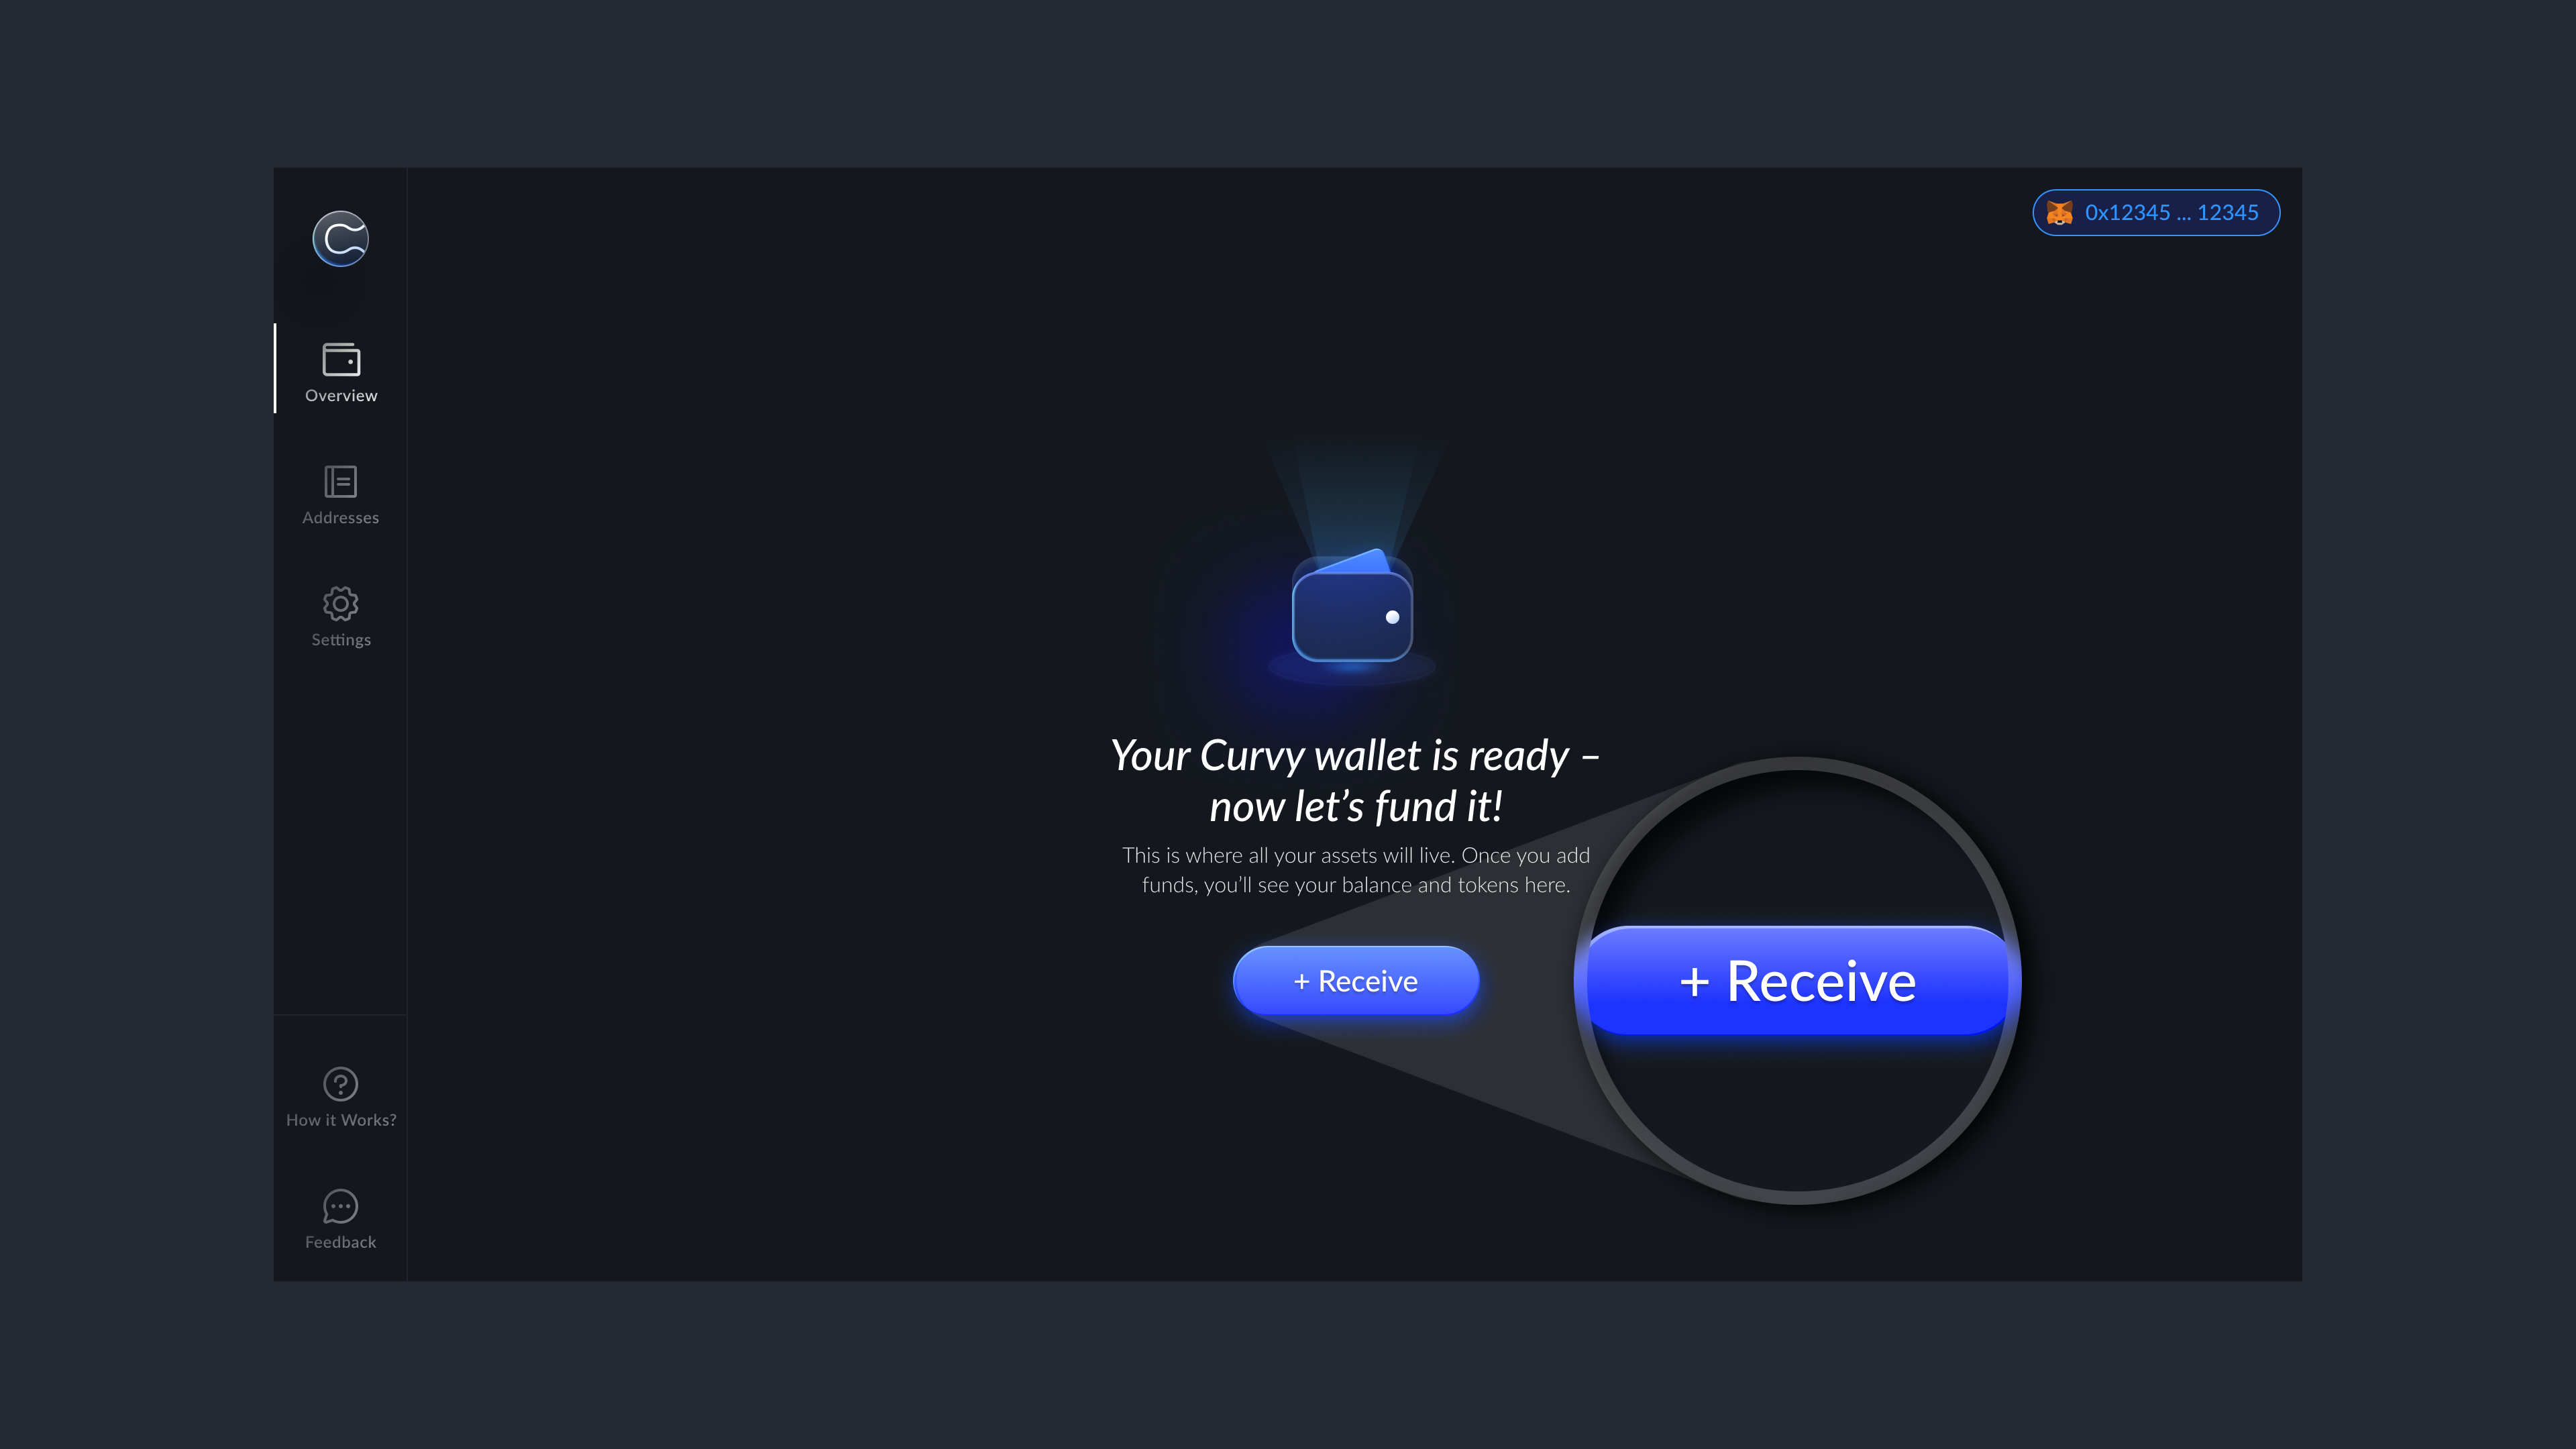 0x12345 ... 12345
Overview
Addresses
Settings
Your Curvy wallet is ready –
now let’s fund it!
This is where all your assets will live. Once you add
funds, you’ll see your balance and tokens here.
+ Receive
+ Receive
How it Works?
Feedback